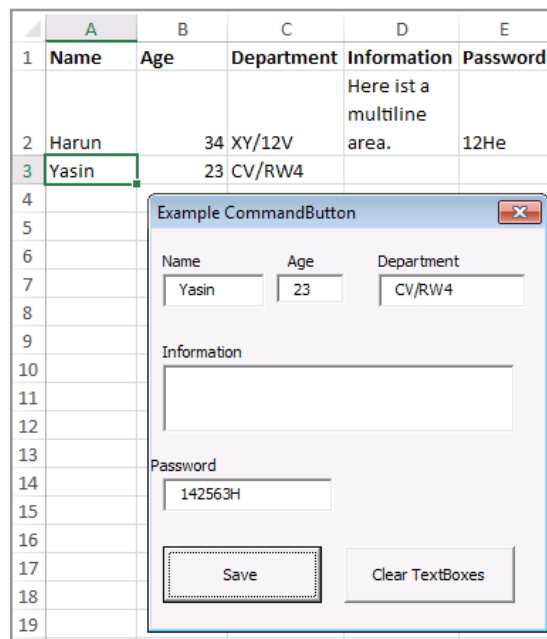 A B C D E
1 Name Age Department Information Password
Here ist a
multiline
2 Harun 34 XY/12V area. 12He
3 Yasin 23 CV/RW4
4
5
6
7
8
9
10
11
12
13
14
15
16
17
18
19
Example CommandButton
Name Age Department
Yasin 23 CV/RW4
Information
Password
142563H
Save Clear TextBoxes